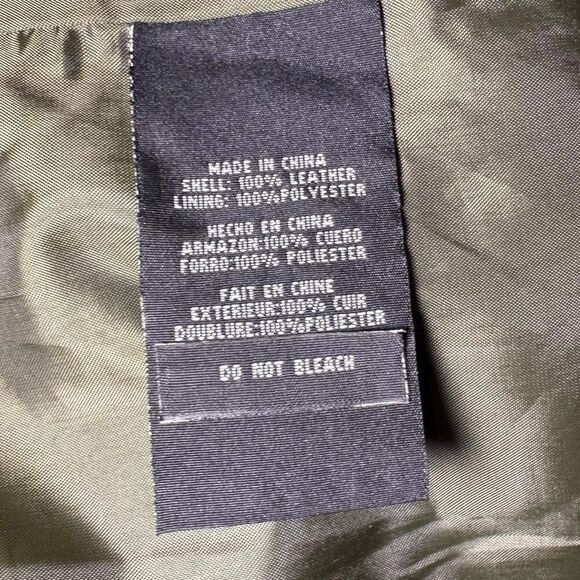 MADE IN CHINA
SHELL: 100% LEATHER
LINING: 100%POLYESTER
HECHO EN CHINA
ARMAZON:100% CUERO
FORRO:100% POLIESTER
FAIT EN CHINE
EXTERIEUR:100% CUIR
DOUBLURE:100%POLIESTER
DO NOT BLEACH